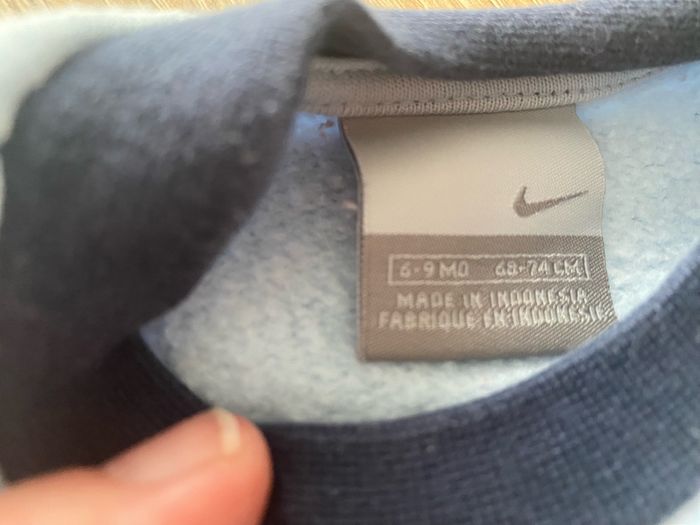 6-9 MO 68-74 CM
MADE IN INDONESIA
FABRIQUE EN INDONESIE